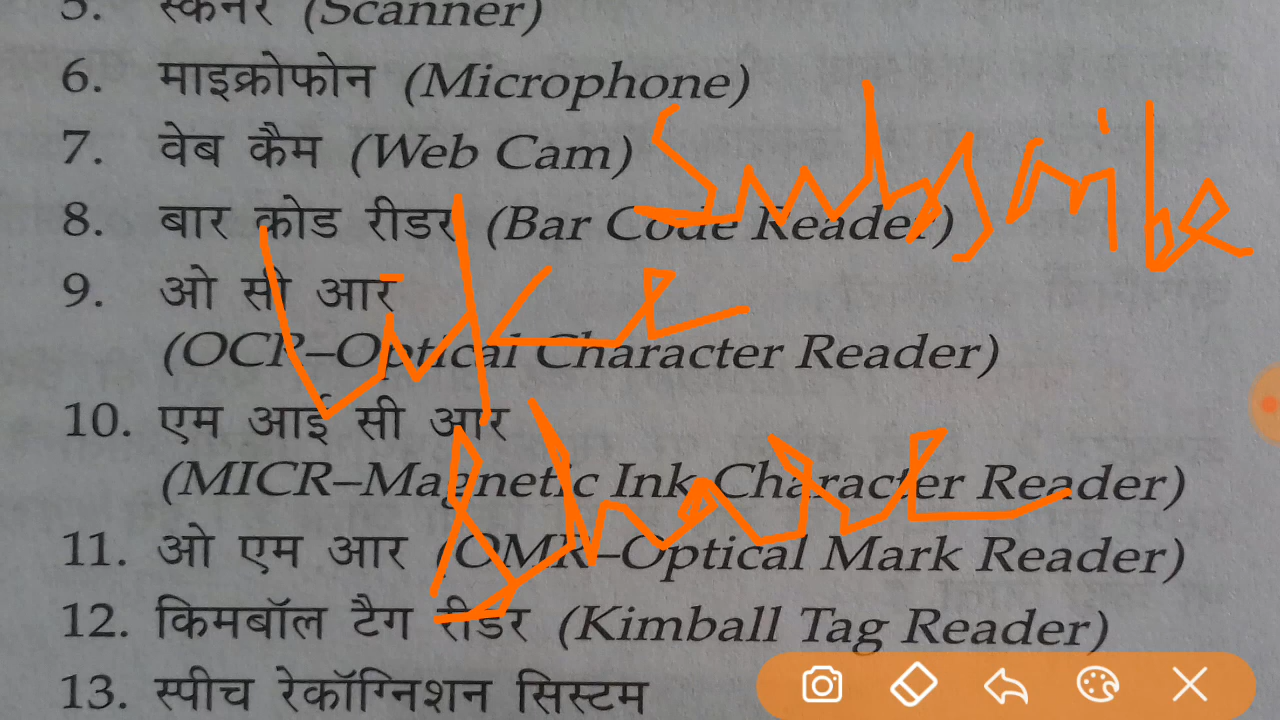 5. स्कैनर (Scanner)
6. माइक्रोफोन (Microphone)
7. वेब कैम (Web Cam)
Subscribe
8. बार कोड रीडर (Bar Code Reader)
9. ओ सी आर
Like
(OCR–Optical Character Reader)
10. एम आई सी आर
(MICR–Magnetic Ink Character Reader)
Share
11. ओ एम आर (OMR–Optical Mark Reader)
12. किमबॉल टैग रीडर (Kimball Tag Reader)
13. स्पीच रेकॉग्निशन सिस्टम